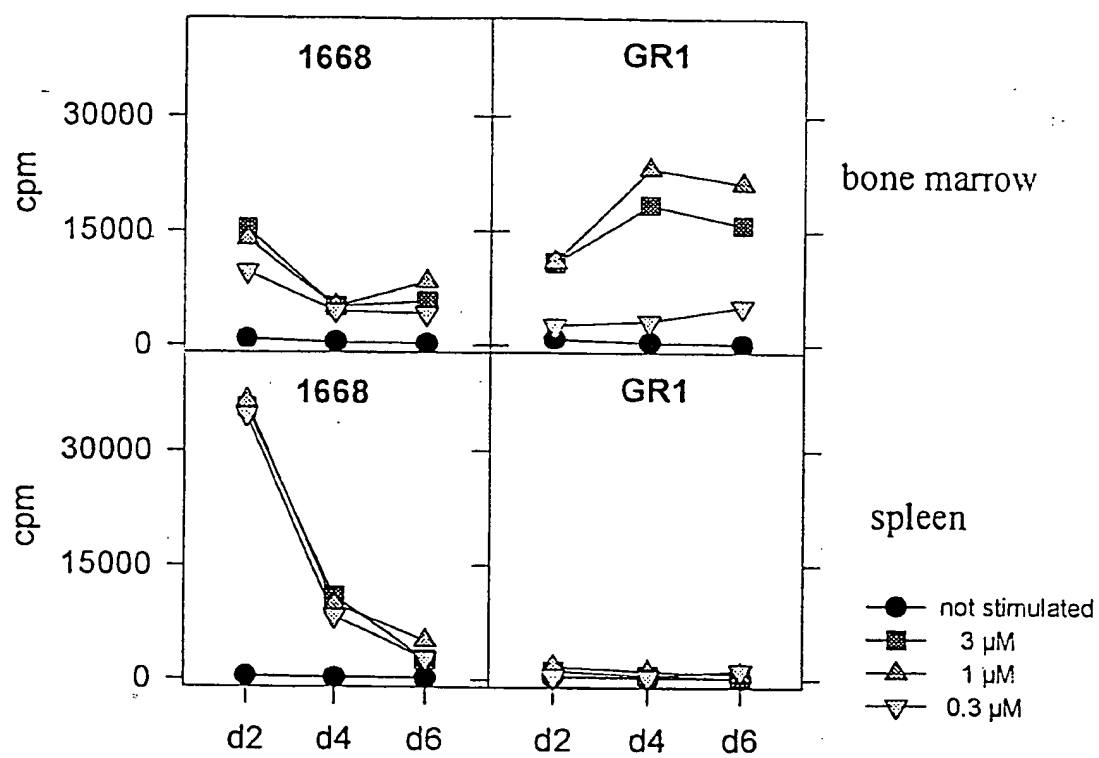 1668 GR1
30000
15000
0
cpm
bone marrow
1668 GR1
30000
15000
0
cpm
spleen
d2 d4 d6 d2 d4 d6
not stimulated
3 µM
1 µM
0.3 µM